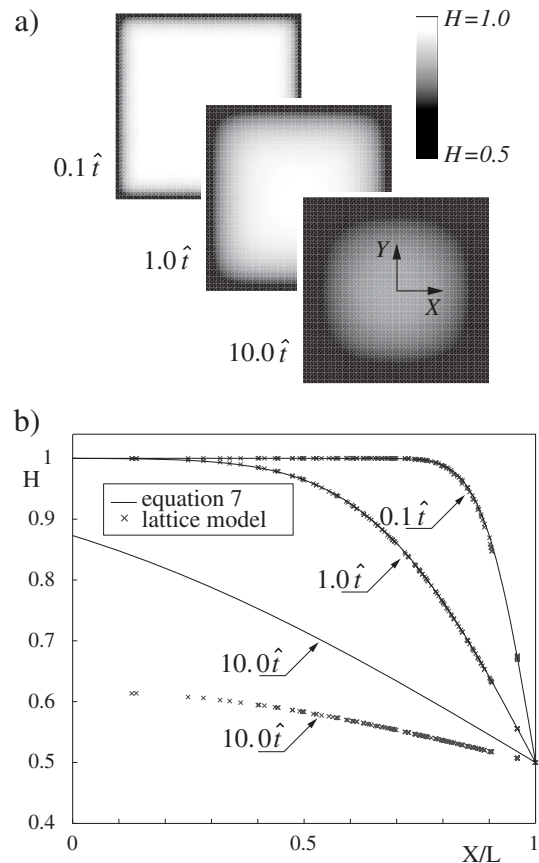 a)
H=1.0
H=0.5
0.1 t̂
1.0 t̂
Y
X
10.0 t̂
b)
1
H
equation 7
lattice model
0.9
0.1 t̂
0.8
1.0 t̂
0.7
10.0 t̂
0.6
10.0 t̂
0.5
0.4
0
0.5
X/L
1